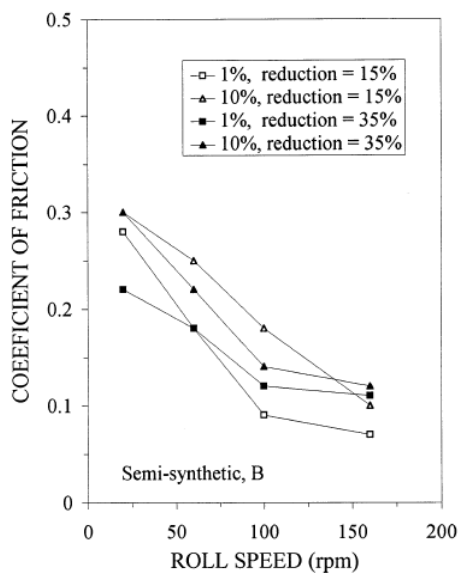 0.5
1%, reduction = 15%
10%, reduction = 15%
1%, reduction = 35%
10%, reduction = 35%
0.4
0.3
0.2
0.1
0
COEEFICIENT OF FRICTION
Semi-synthetic, B
0 50 100 150 200
ROLL SPEED (rpm)